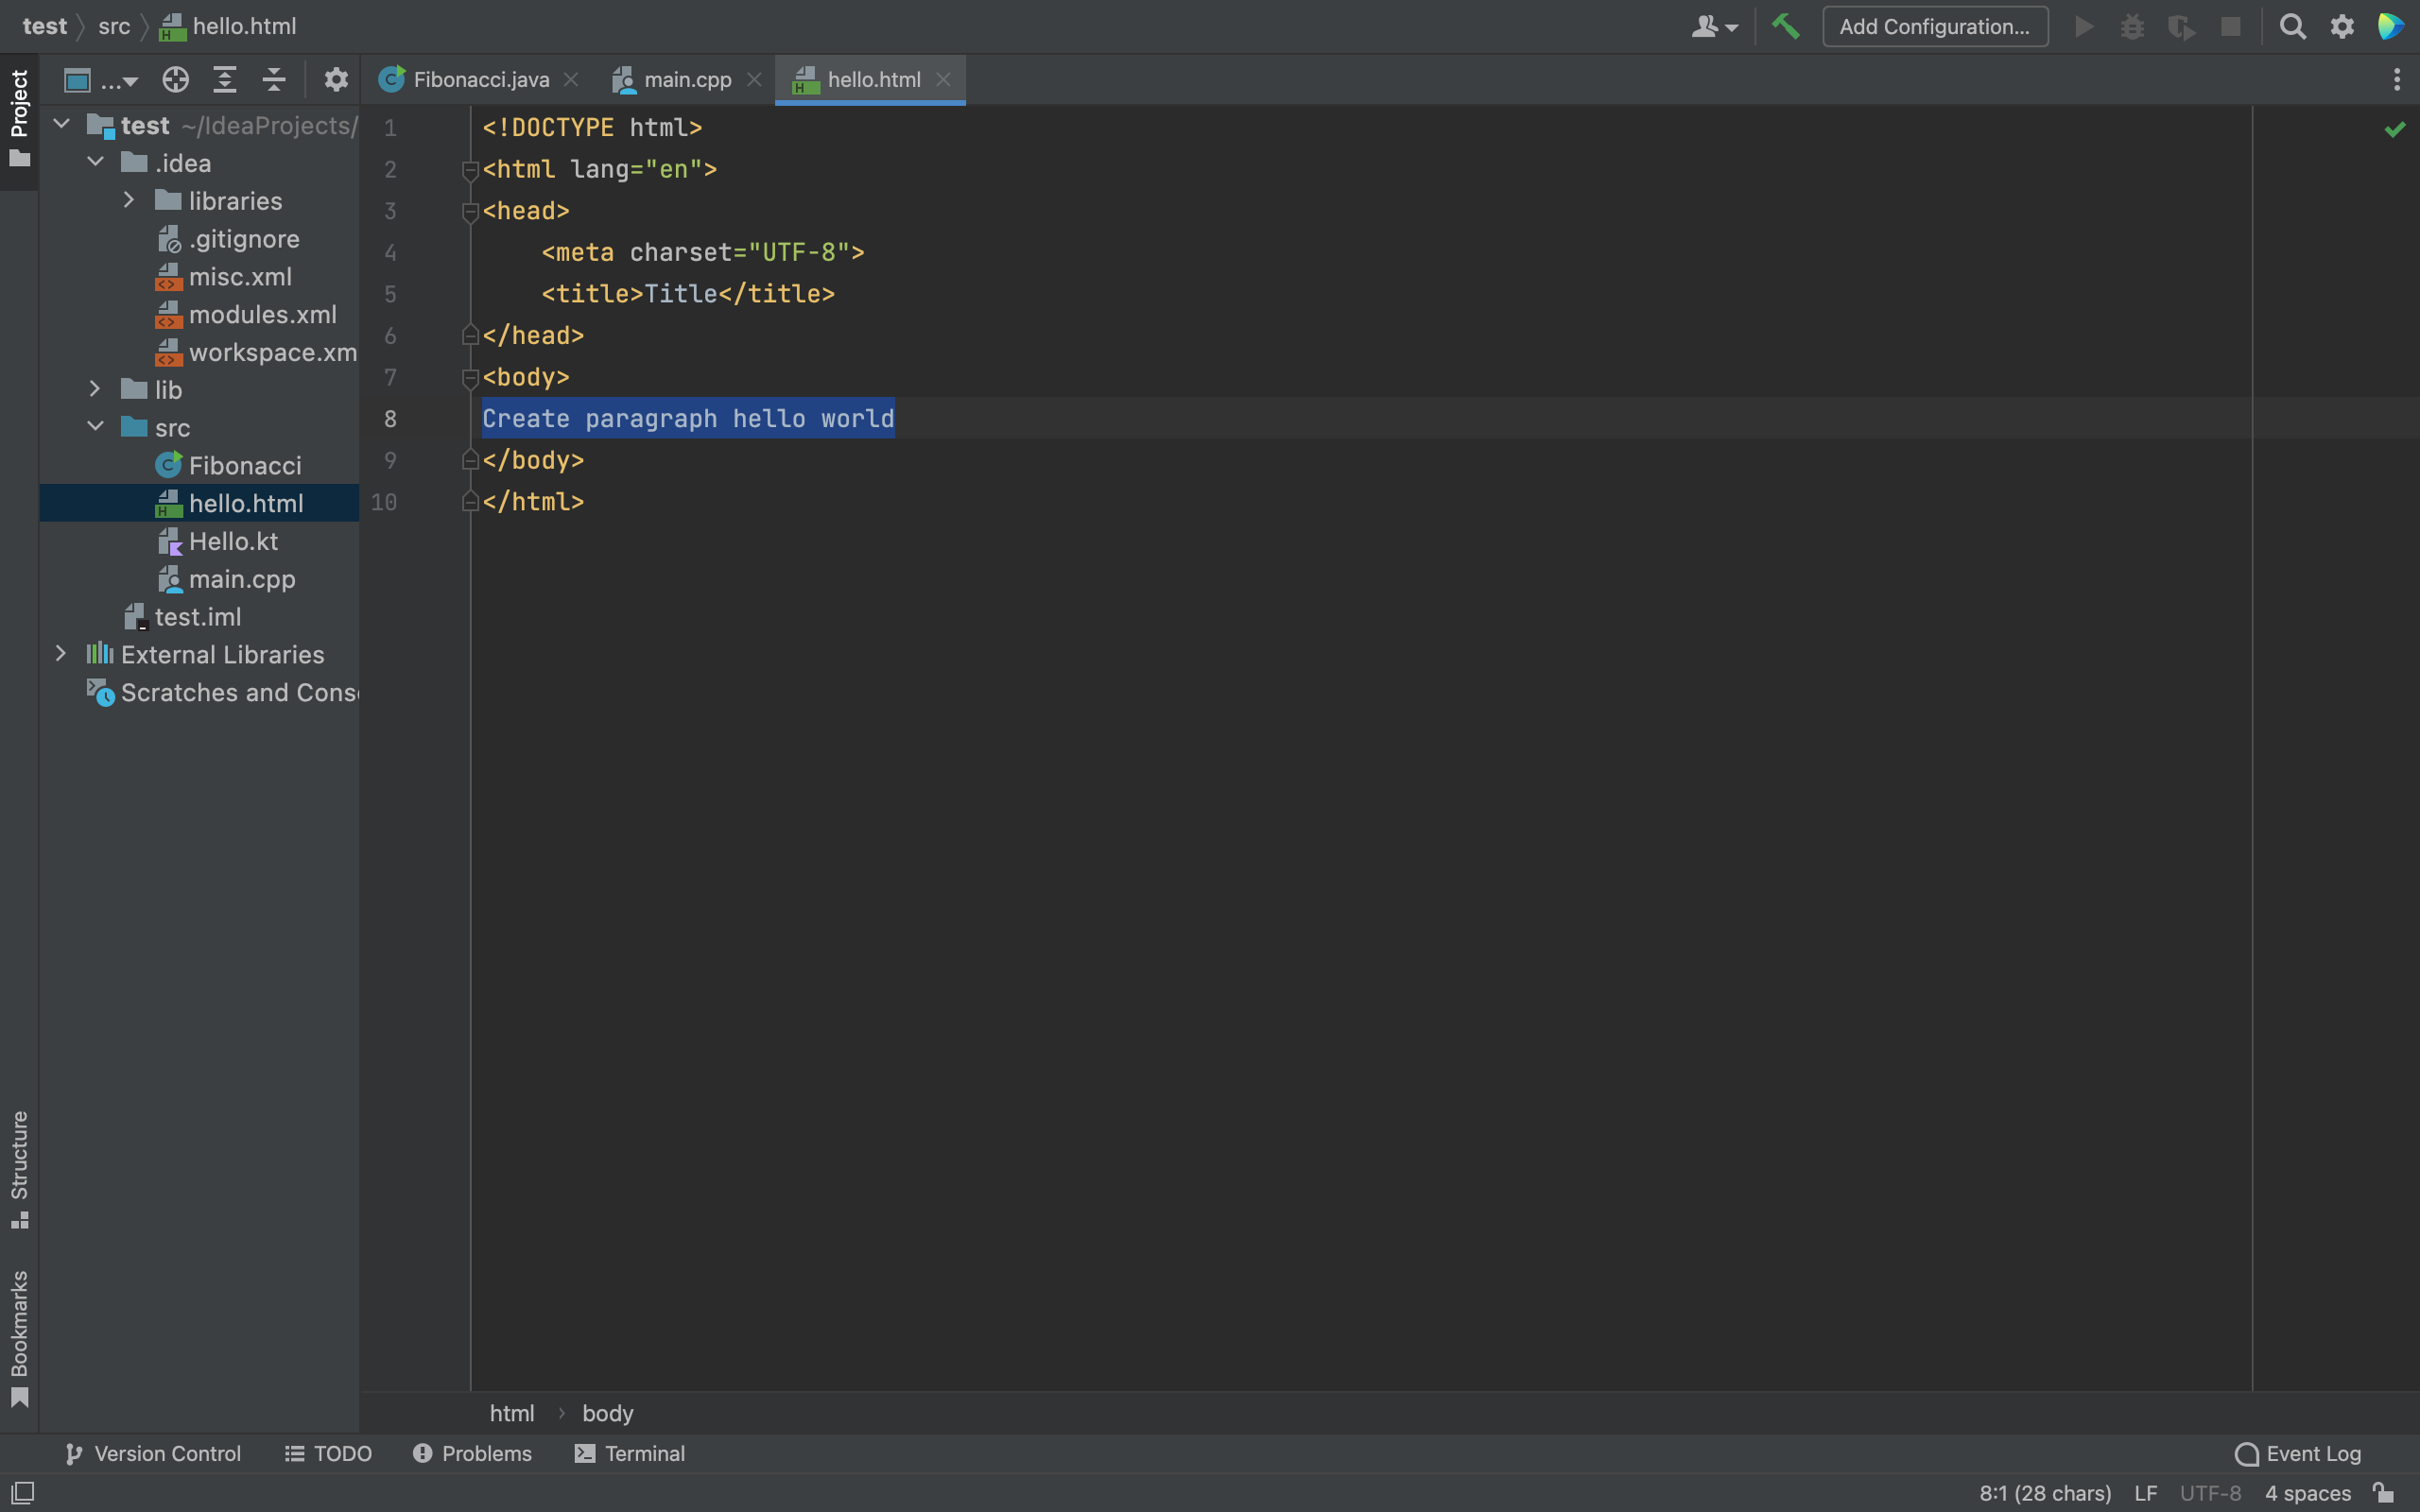 test src hello.html
Add Configuration...
Project
...
Fibonacci.java main.cpp hello.html
test ~/IdeaProjects/
.idea
libraries
.gitignore
misc.xml
modules.xml
workspace.xm
lib
src
Fibonacci
hello.html
Hello.kt
main.cpp
test.iml
External Libraries
Scratches and Cons
1 <!DOCTYPE html>
2 <html lang="en">
3 <head>
4 <meta charset="UTF-8">
5 <title>Title</title>
6 </head>
7 <body>
8 Create paragraph hello world
9 </body>
10 </html>
Structure
Bookmarks
html body
Version Control TODO Problems Terminal Event Log
8:1 (28 chars) LF UTF-8 4 spaces